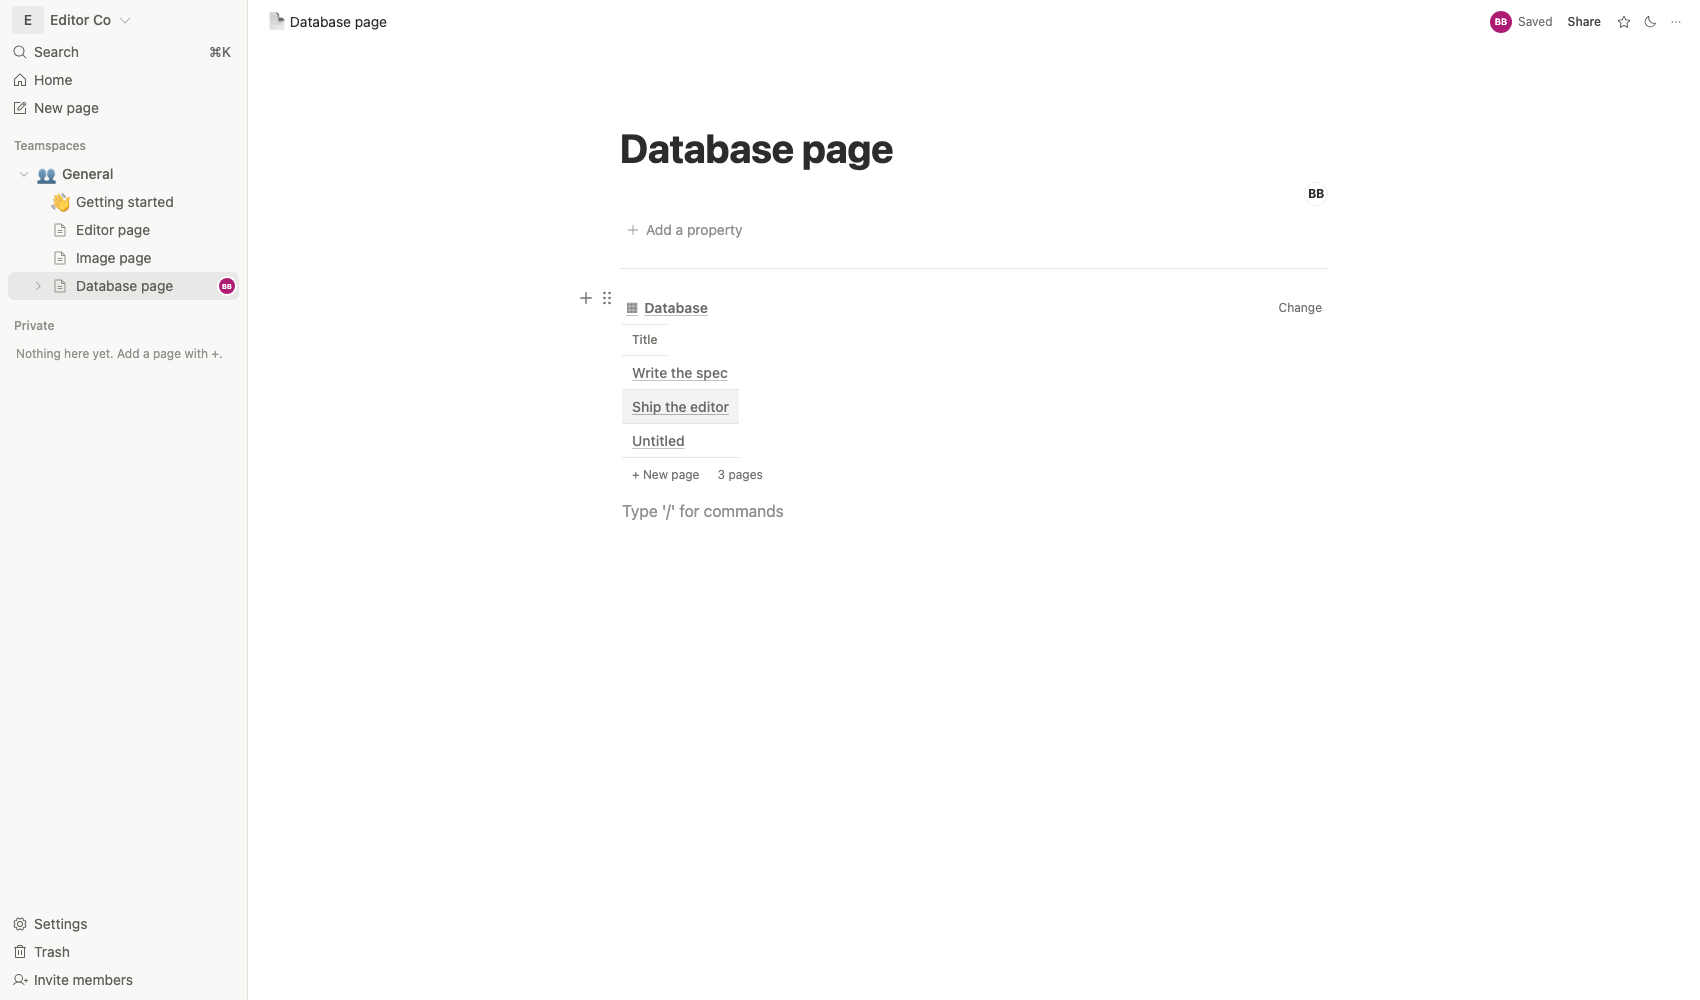 E Editor Co
Search ⌘K
Home
New page
Teamspaces
General
Getting started
Editor page
Image page
Database page BB
Private
Nothing here yet. Add a page with +.
Settings
Trash
Invite members
Database page
BB Saved Share ···
Database page
BB
+ Add a property
Database Change
Title
Write the spec
Ship the editor
Untitled
+ New page 3 pages
Type '/' for commands